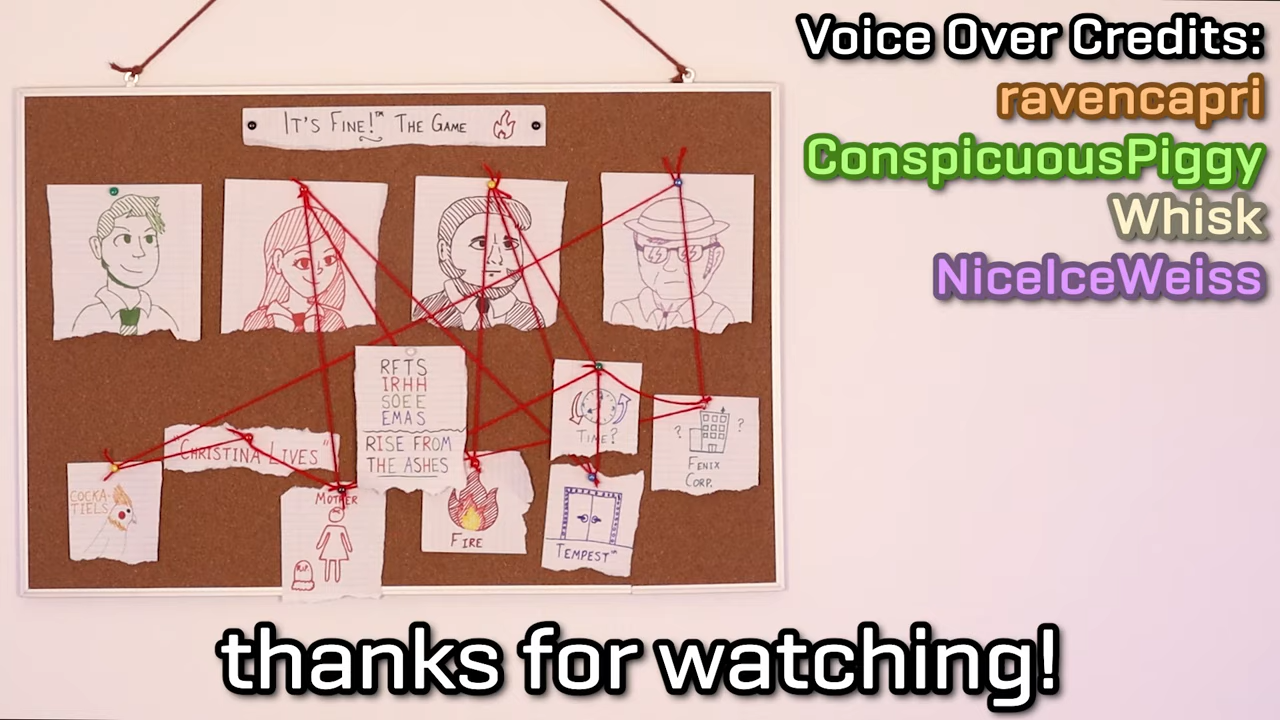 Voice Over Credits:
ravencapri
ConspicuousPiggy
Whisk
NiceIceWeiss
IT'S FINE!™ THE GAME
RFTS
IRHH
SOEE
EMAS
RISE FROM
THE ASHES
"CHRISTINA LIVES"
COCKA-
TIELS
MOTHER
RIP
FIRE
TIME?
TEMPEST™
? ?
FENIX
CORP.
thanks for watching!